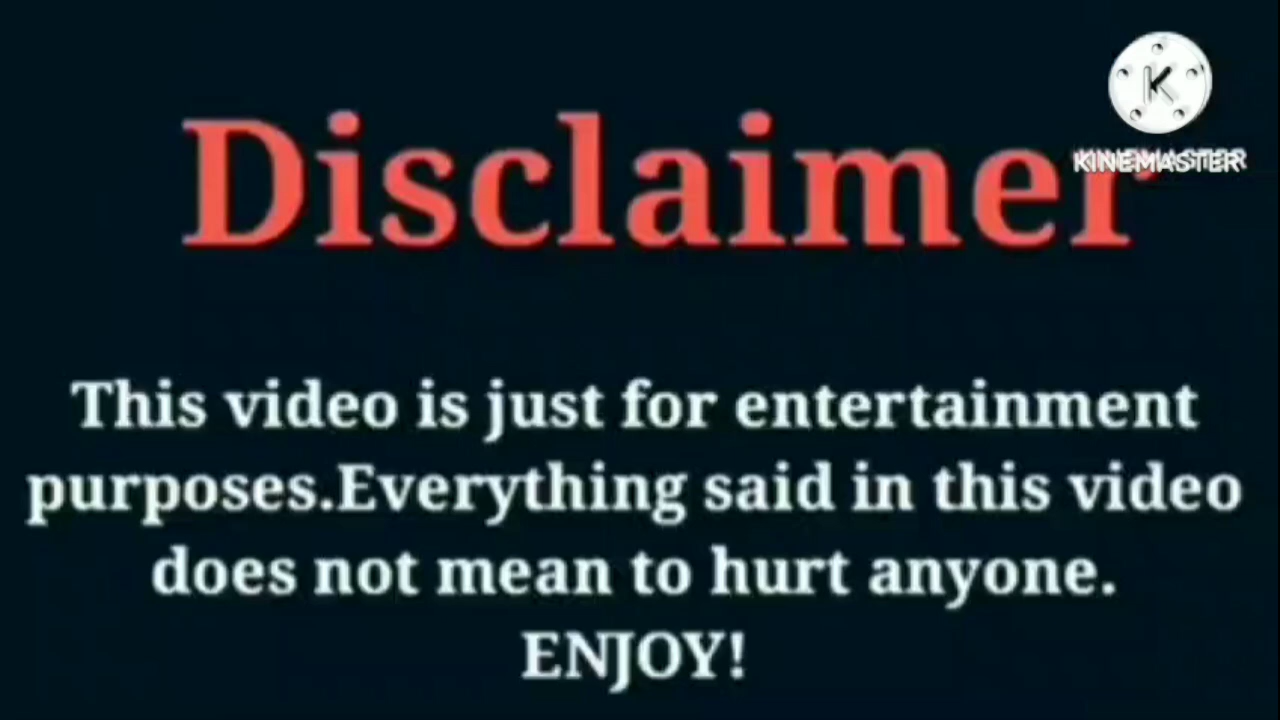 K
KINEMASTER
Disclaimer
This video is just for entertainment
purposes.Everything said in this video
does not mean to hurt anyone.
ENJOY!